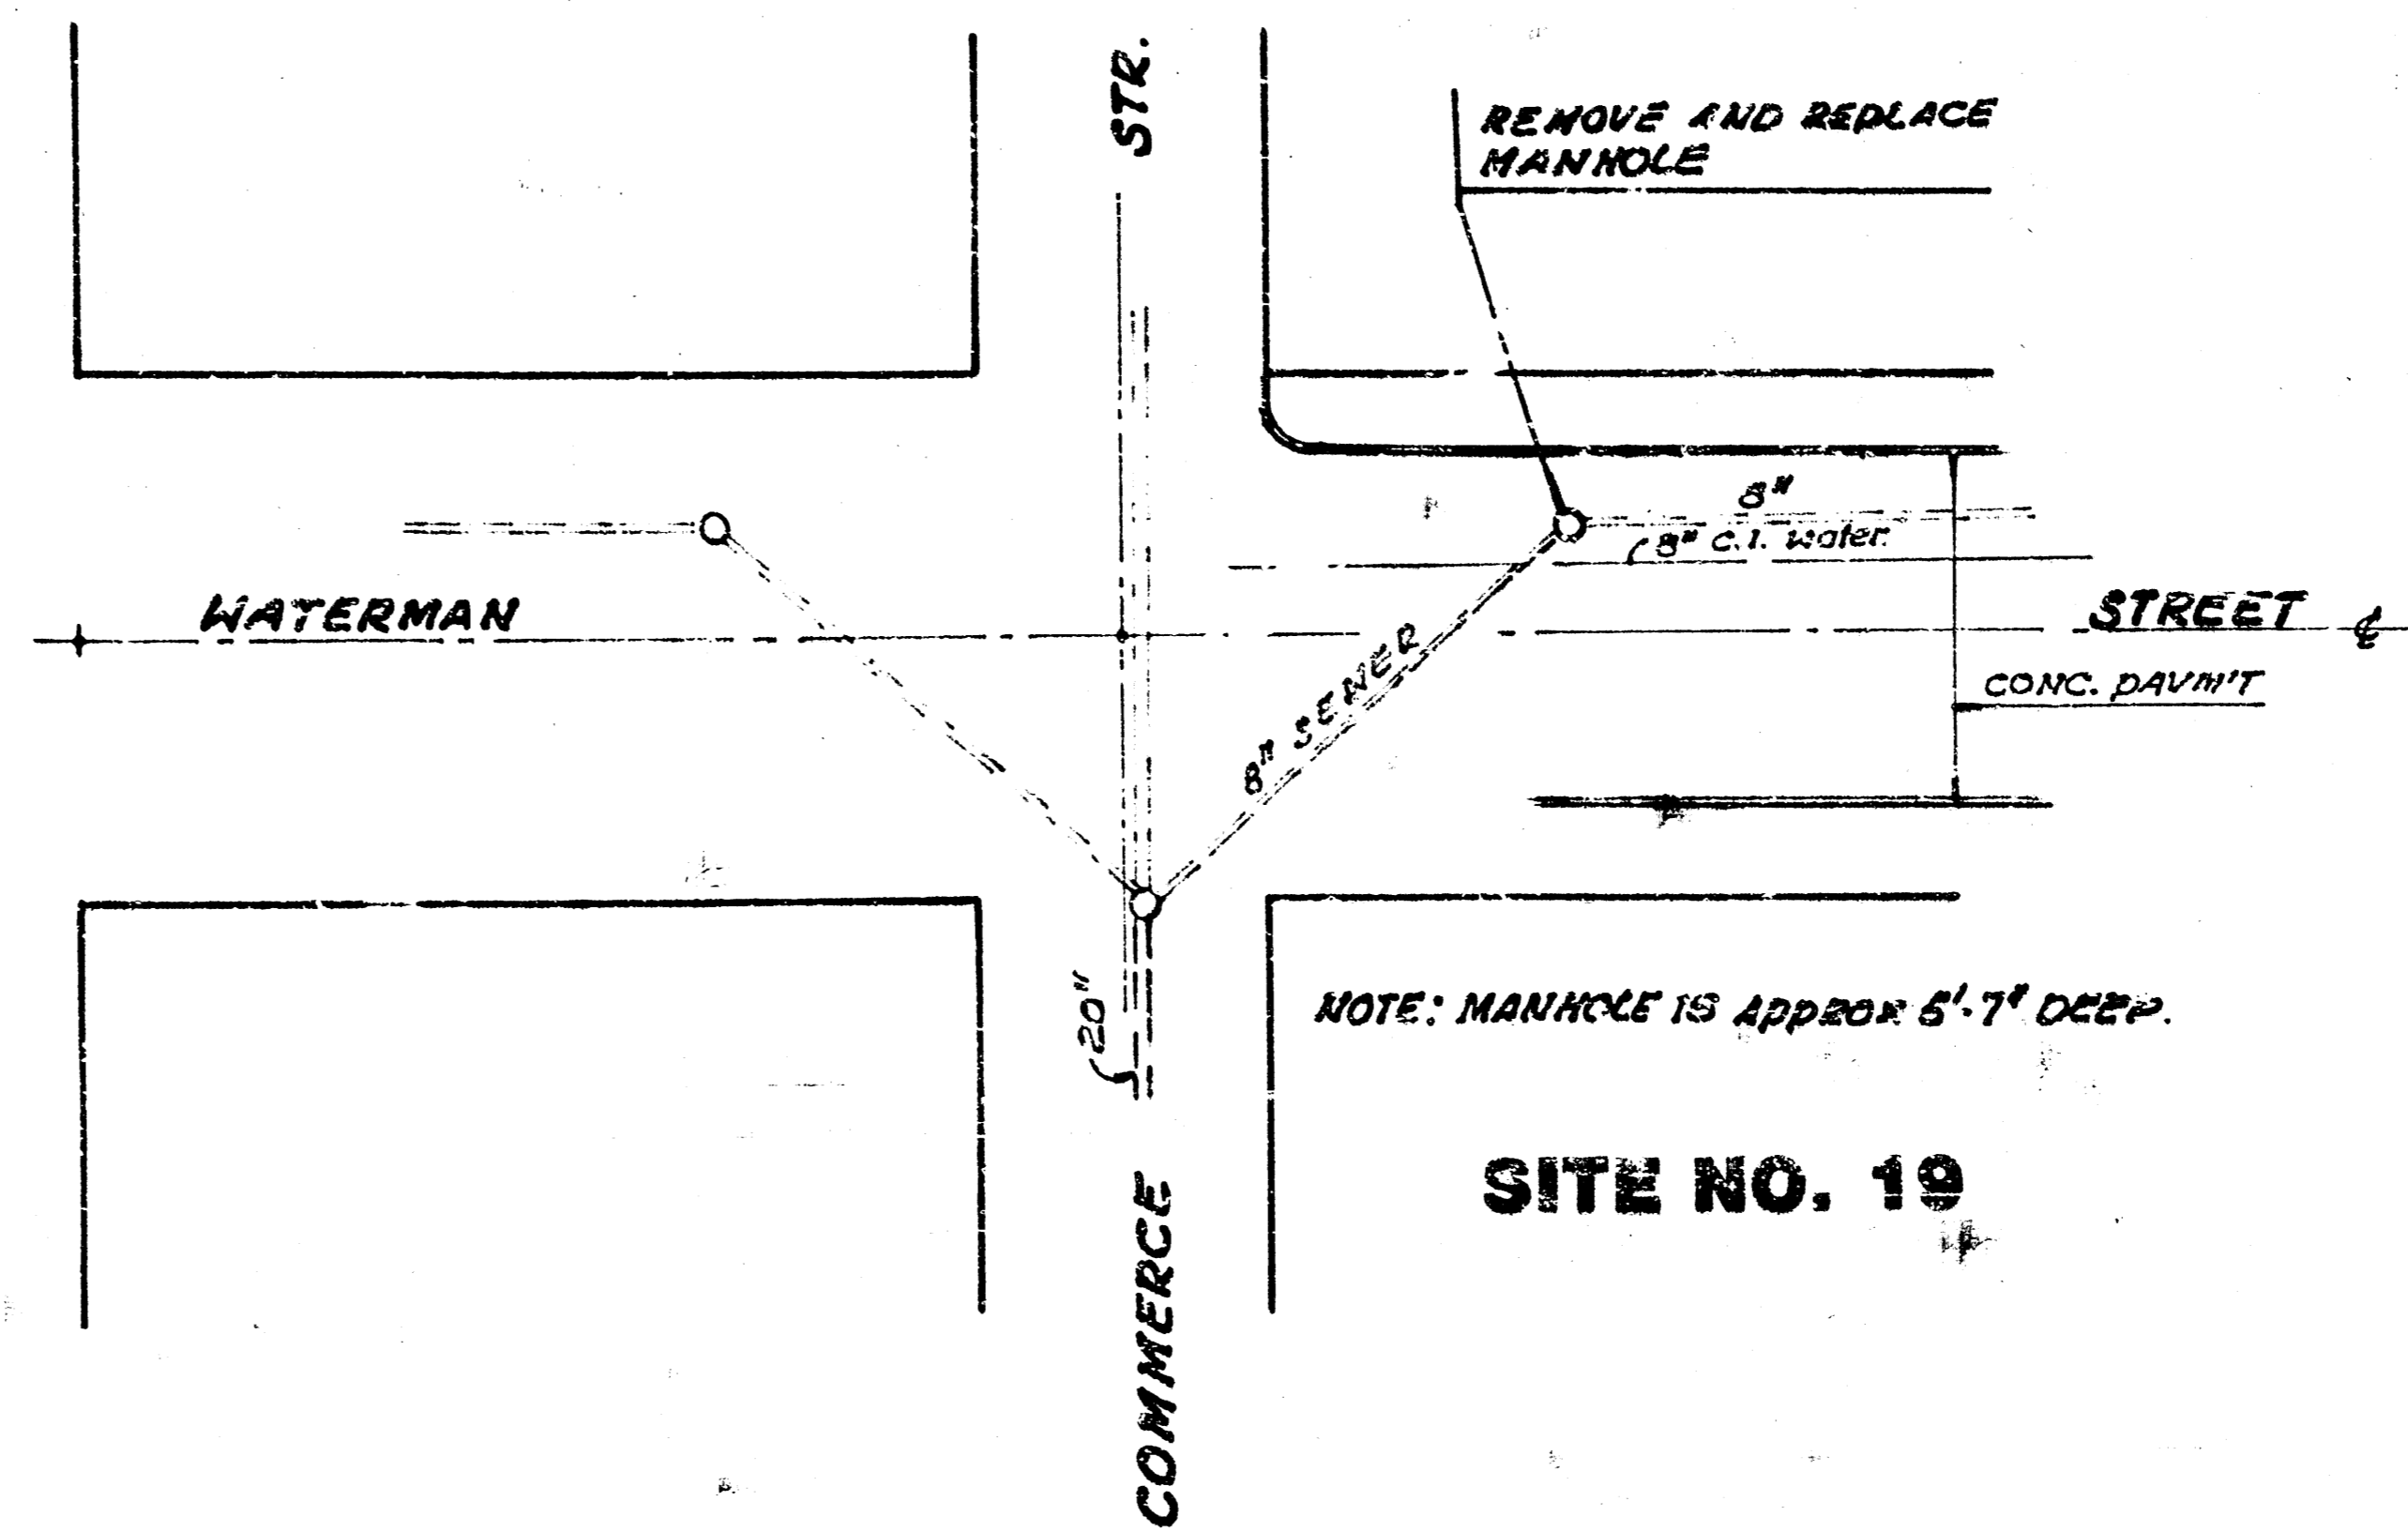 STR.
REMOVE AND REPLACE
MANHOLE
8"
8" C.I. water
WATERMAN STREET ℄
CONC. PAVM'T
8" SEWER
20"
NOTE: MANHOLE IS APPROX 5'-7" DEEP.
SITE NO. 19
COMMERCE